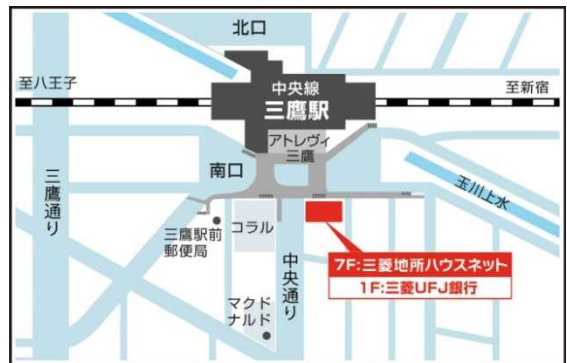 北口
至八王子
中央線
三鷹駅
至新宿
アトレヴィ
三鷹
南口
三鷹通り
玉川上水
三鷹駅前
郵便局
コラル
中央通り
7F:三菱地所ハウスネット
1F:三菱UFJ銀行
マクド
ナルド